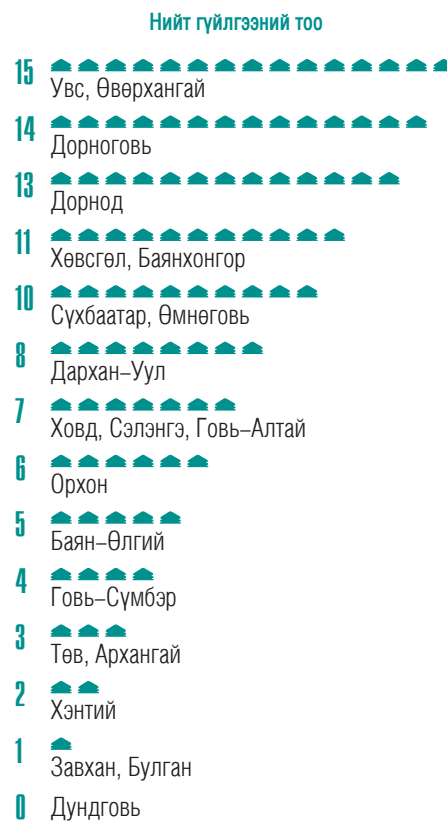 Нийт гүйлгээний тоо
15
Увс, Өвөрхангай
14
Дорноговь
13
Дорнод
11
Хөвсгөл, Баянхонгор
10
Сүхбаатар, Өмнөговь
8
Дархан–Уул
7
Ховд, Сэлэнгэ, Говь–Алтай
6
Орхон
5
Баян–Өлгий
4
Говь–Сүмбэр
3
Төв, Архангай
2
Хэнтий
1
Завхан, Булган
0 Дундговь